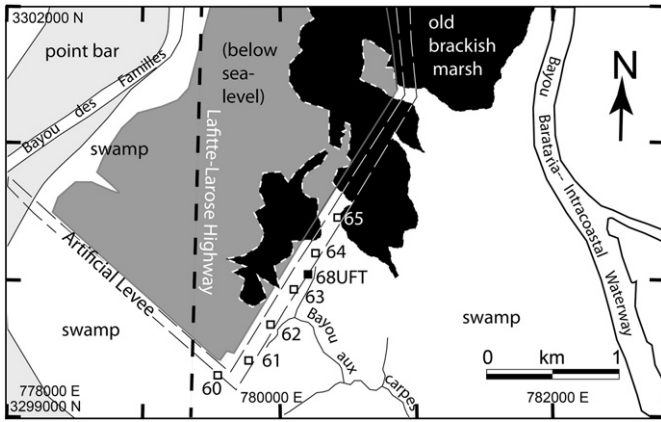 3302000 N
point bar
Bayou des Familles
(below
sea-
level)
old
brackish
marsh
N
swamp
Lafitte-Larose Highway
Bayou Barataria-Intracoastal Waterway
Artificial Levee
65
64
68UFT
63
62
61
60
swamp
Bayou aux carpes
swamp
0 km 1
778000 E
3299000 N
780000 E
782000 E